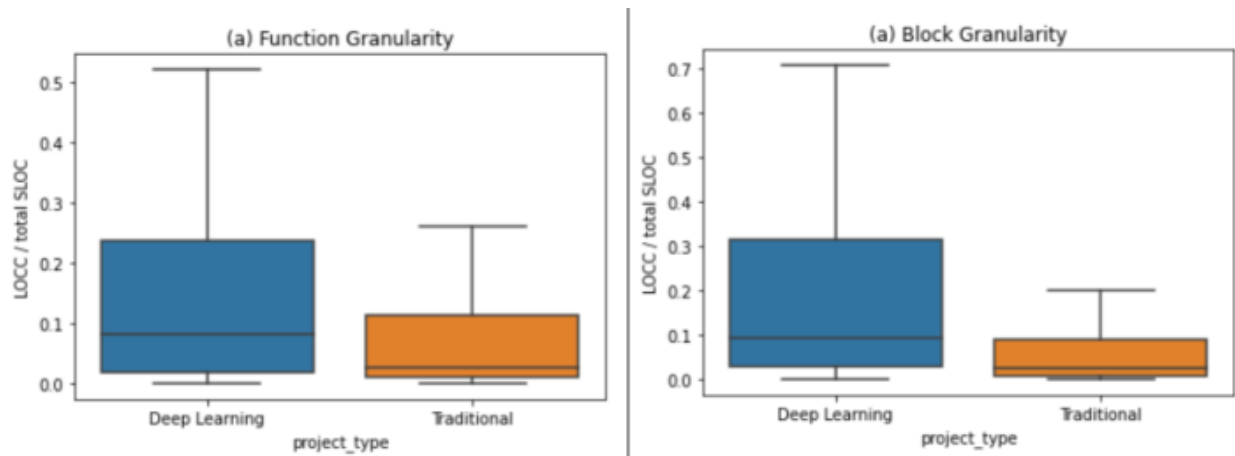 (a) Function Granularity
LOCC / total SLOC
0.5
0.4
0.3
0.2
0.1
0.0
Deep Learning Traditional
project_type
(a) Block Granularity
LOCC / total SLOC
0.7
0.6
0.5
0.4
0.3
0.2
0.1
0.0
Deep Learning Traditional
project_type